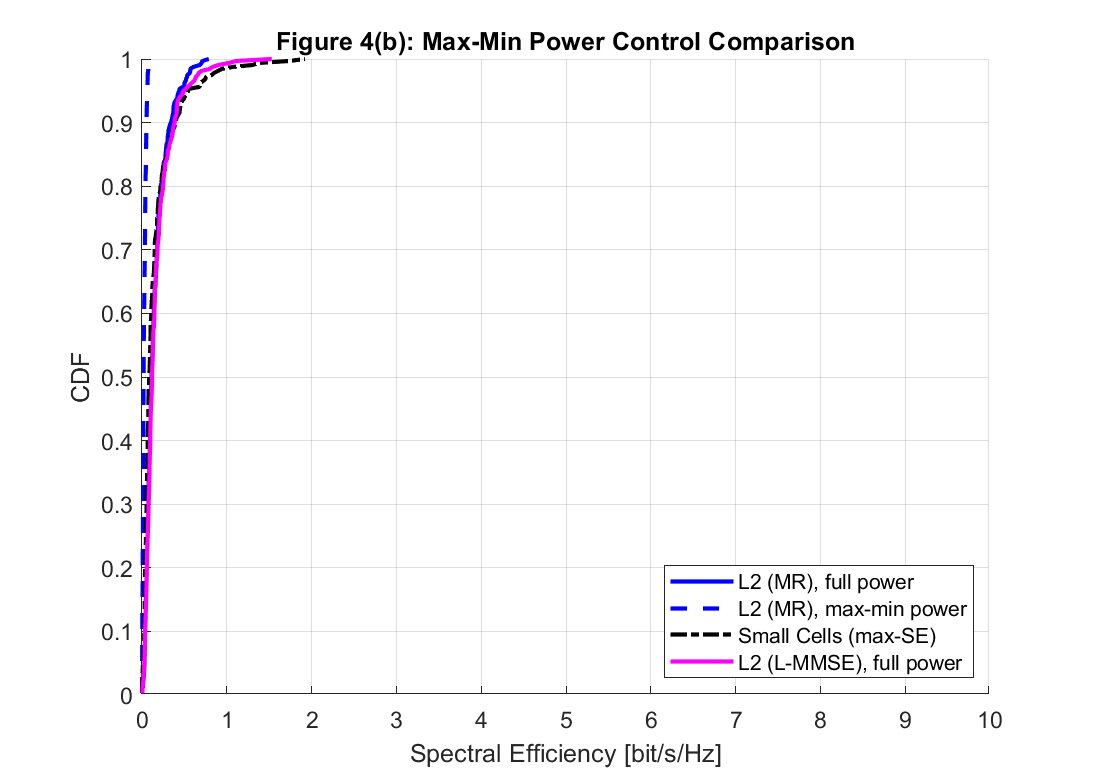 Figure 4(b): Max-Min Power Control Comparison
1
0.9
0.8
0.7
0.6
0.5
0.4
0.3
0.2
0.1
0
CDF
L2 (MR), full power
L2 (MR), max-min power
Small Cells (max-SE)
L2 (L-MMSE), full power
0 1 2 3 4 5 6 7 8 9 10
Spectral Efficiency [bit/s/Hz]